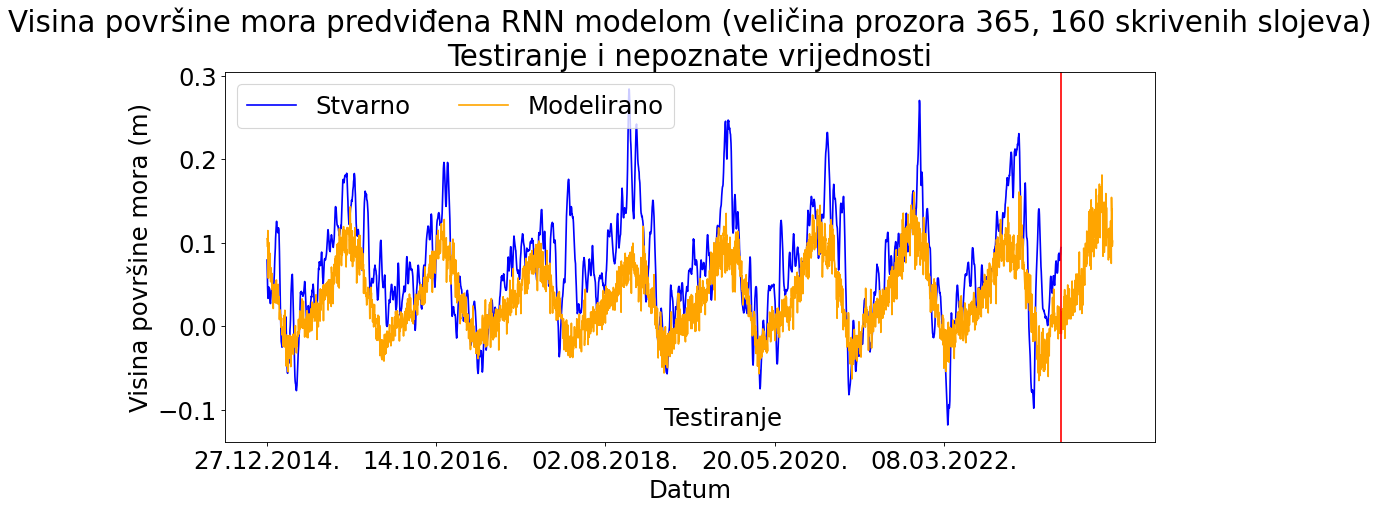 Visina površine mora predviđena RNN modelom (veličina prozora 365, 160 skrivenih slojeva)
Testiranje i nepoznate vrijednosti
Stvarno Modelirano
Visina površine mora (m)
0.3
0.2
0.1
0.0
−0.1
Testiranje
27.12.2014. 14.10.2016. 02.08.2018. 20.05.2020. 08.03.2022.
Datum